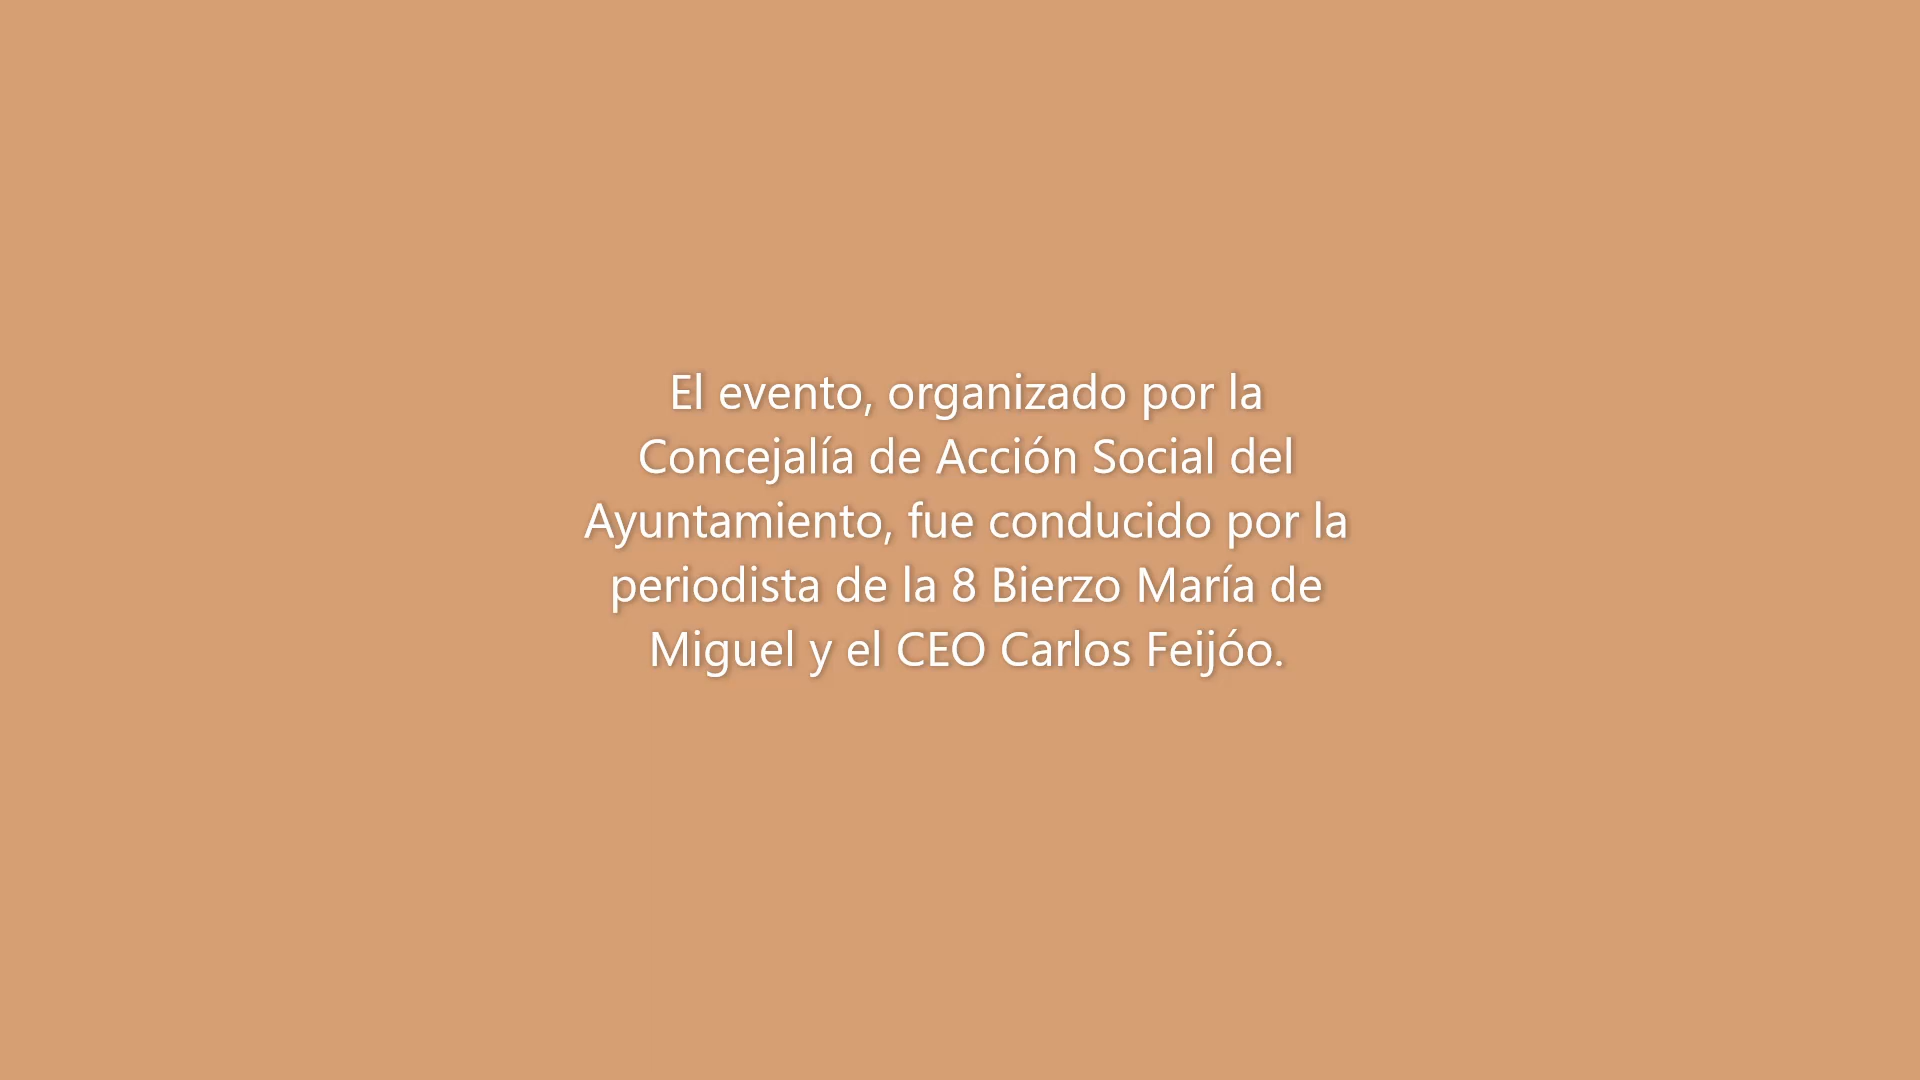 El evento, organizado por la
Concejalía de Acción Social del
Ayuntamiento, fue conducido por la
periodista de la 8 Bierzo María de
Miguel y el CEO Carlos Feijóo.